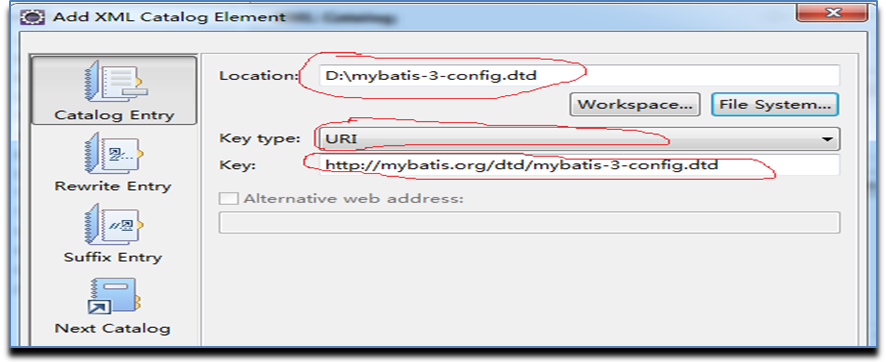 Add XML Catalog Element
Catalog Entry
Rewrite Entry
Suffix Entry
Next Catalog
Location: D:\mybatis-3-config.dtd
Workspace... File System...
Key type: URI
Key: http://mybatis.org/dtd/mybatis-3-config.dtd
Alternative web address: